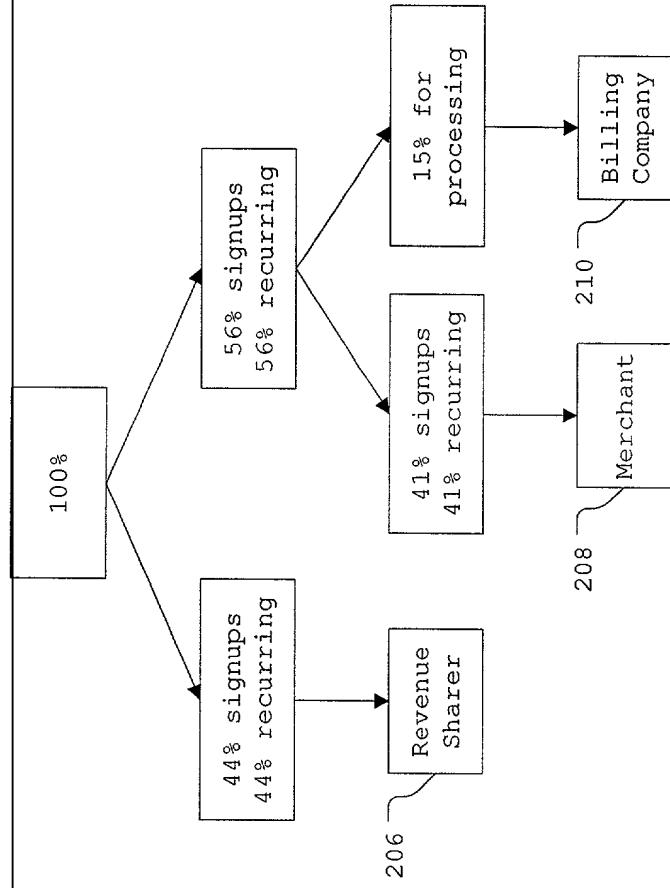 100%
44% signups
44% recurring
56% signups
56% recurring
Revenue
Sharer
206
41% signups
41% recurring
15% for
processing
Merchant
208
Billing
Company
210